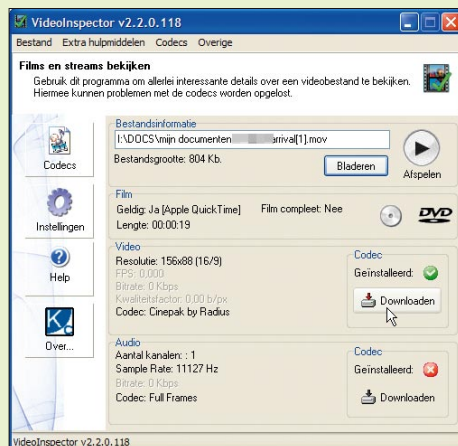 VideoInspector v2.2.0.118
Bestand Extra hulpmiddelen Codecs Overige
Films en streams bekijken
Gebruik dit programma om allerlei interessante details over een videobestand te bekijken.
Hiermee kunnen problemen met de codecs worden opgelost.
Codecs
Instellingen
Help
Over...
Bestandsinformatie
I:\DOCS\mijn documenten arrival[1].mov
Bestandsgrootte: 804 Kb.
Bladeren
Afspelen
Film
Geldig: Ja [Apple QuickTime] Film compleet: Nee
Lengte: 00:00:19
DVD
Video
Resolutie: 156x88 (16/9)
FPS: 0,000
Bitrate: 0 Kbps
Kwaliteitsfactor: 0,00 b/px
Codec: Cinepak by Radius
Codec
Geïnstalleerd:
Downloaden
Audio
Aantal kanalen: : 1
Sample Rate: 11127 Hz
Bitrate: 0 Kbps
Codec: Full Frames
Codec
Geïnstalleerd:
Downloaden
VideoInspector v2.2.0.118